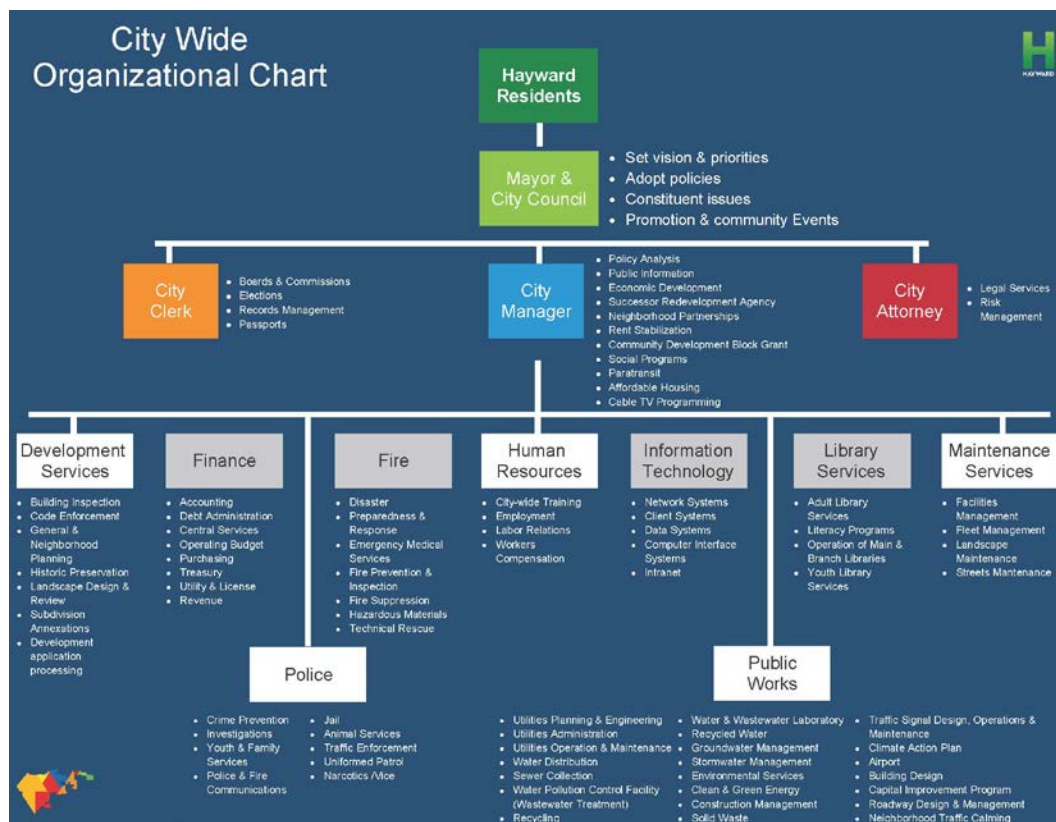 City Wide
Organizational Chart
H
HAYWARD
Hayward
Residents
Mayor &
City Council
• Set vision & priorities
• Adopt policies
• Constituent issues
• Promotion & community Events
City
Clerk
• Boards & Commissions
• Elections
• Records Management
• Passports
City
Manager
• Policy Analysis
• Public Information
• Economic Development
• Successor Redevelopment Agency
• Neighborhood Partnerships
• Rent Stabilization
• Community Development Block Grant
• Social Programs
• Paratransit
• Affordable Housing
• Cable TV Programming
City
Attorney
• Legal Services
• Risk
Management
Development
Services
• Building Inspection
• Code Enforcement
• General &
Neighborhood
Planning
• Historic Preservation
• Landscape Design &
Review
• Subdivision
Annexations
• Development
application
processing
Finance
• Accounting
• Debt Administration
• Central Services
• Operating Budget
• Purchasing
• Treasury
• Utility & License
• Revenue
Fire
• Disaster
• Preparedness &
Response
• Emergency Medical
Services
• Fire Prevention &
Inspection
• Fire Suppression
• Hazardous Materials
• Technical Rescue
Human
Resources
• City-wide Training
• Employment
• Labor Relations
• Workers
Compensation
Information
Technology
• Network Systems
• Client Systems
• Data Systems
• Computer Interface
Systems
• Intranet
Library
Services
• Adult Library
Services
• Literacy Programs
• Operation of Main &
Branch Libraries
• Youth Library
Services
Maintenance
Services
• Facilities
Management
• Fleet Management
• Landscape
Maintenance
• Streets Mantenance
Police
• Crime Prevention
• Investigations
• Youth & Family
Services
• Police & Fire
Communications
• Jail
• Animal Services
• Traffic Enforcement
• Uniformed Patrol
• Narcotics /Vice
Public
Works
• Utilities Planning & Engineering
• Utilities Administration
• Utilities Operation & Maintenance
• Water Distribution
• Sewer Collection
• Water Pollution Control Facility
(Wastewater Treatment)
• Recycling
• Water & Wastewater Laboratory
• Recycled Water
• Groundwater Management
• Stormwater Management
• Environmental Services
• Clean & Green Energy
• Construction Management
• Solid Waste
• Traffic Signal Design, Operations &
Maintenance
• Climate Action Plan
• Airport
• Building Design
• Capital Improvement Program
• Roadway Design & Management
• Neighborhood Traffic Calming